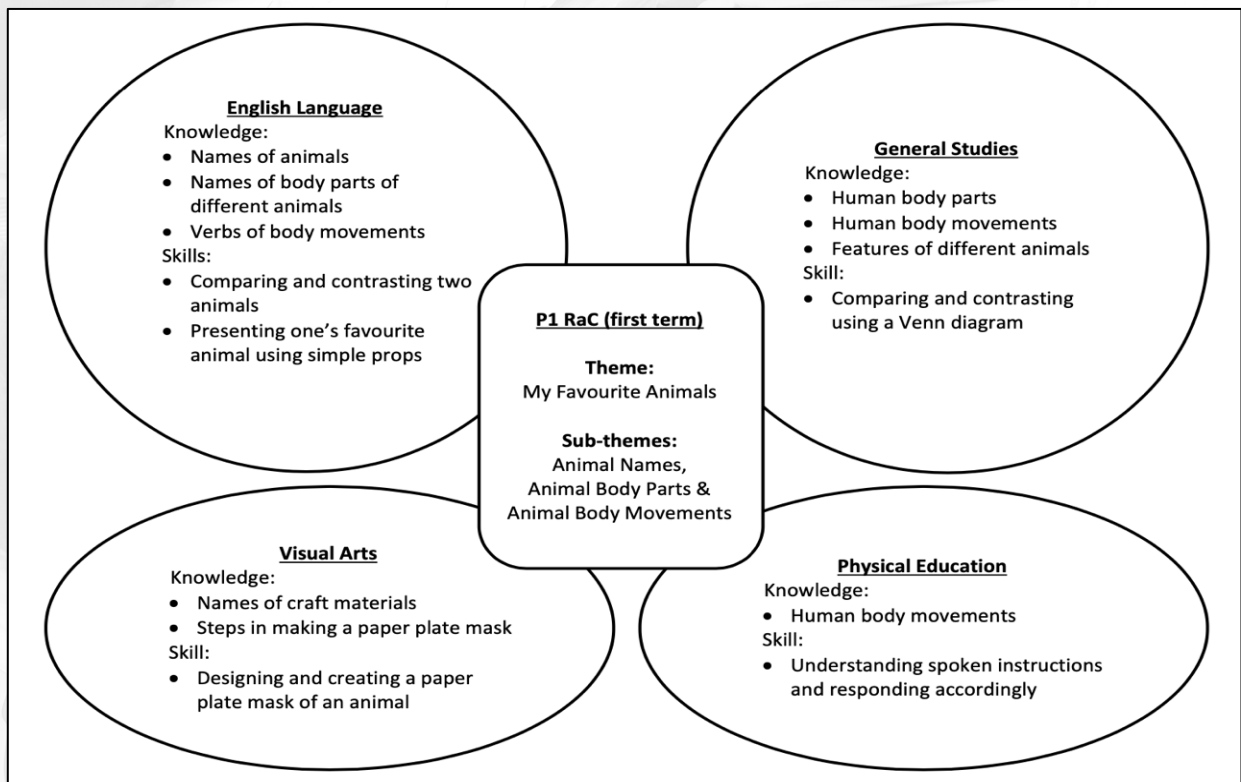 English Language
Knowledge:
• Names of animals
• Names of body parts of
different animals
• Verbs of body movements
Skills:
• Comparing and contrasting two
animals
• Presenting one’s favourite
animal using simple props
General Studies
Knowledge:
• Human body parts
• Human body movements
• Features of different animals
Skill:
• Comparing and contrasting
using a Venn diagram
P1 RaC (first term)
Theme:
My Favourite Animals
Sub-themes:
Animal Names,
Animal Body Parts &
Animal Body Movements
Visual Arts
Knowledge:
• Names of craft materials
• Steps in making a paper plate mask
Skill:
• Designing and creating a paper
plate mask of an animal
Physical Education
Knowledge:
• Human body movements
Skill:
• Understanding spoken instructions
and responding accordingly